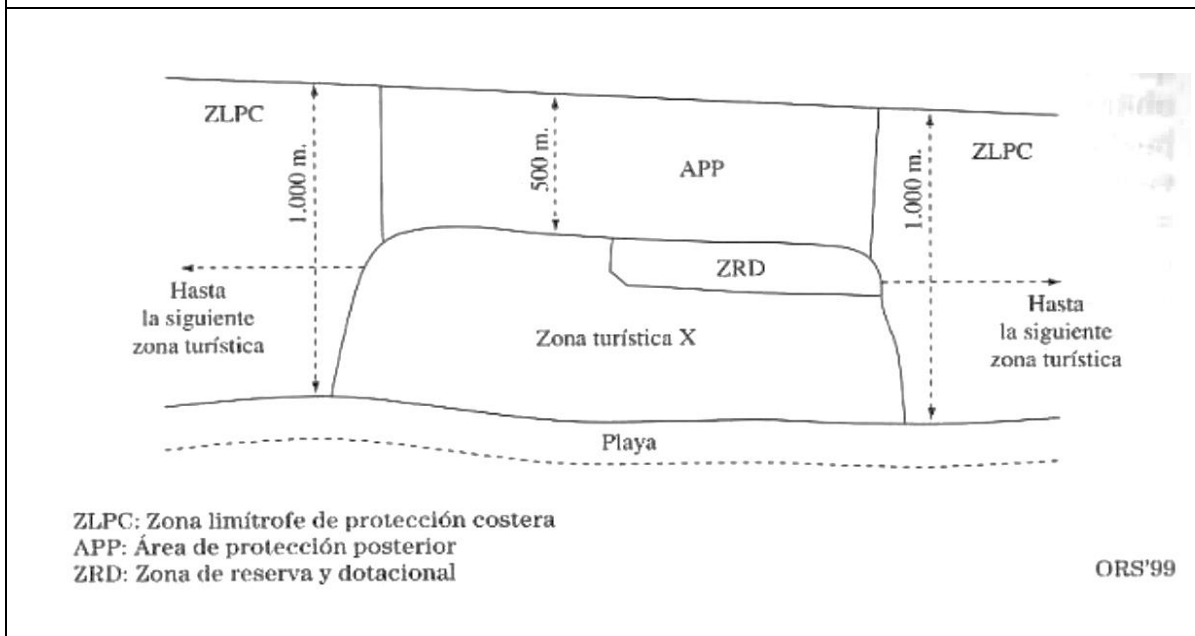 ZLPC
1.000 m.
500 m.
APP
1.000 m.
ZLPC
ZRD
Hasta
la siguiente
zona turística
Zona turística X
Hasta
la siguiente
zona turística
Playa
ZLPC: Zona limítrofe de protección costera
APP: Área de protección posterior
ZRD: Zona de reserva y dotacional
ORS'99